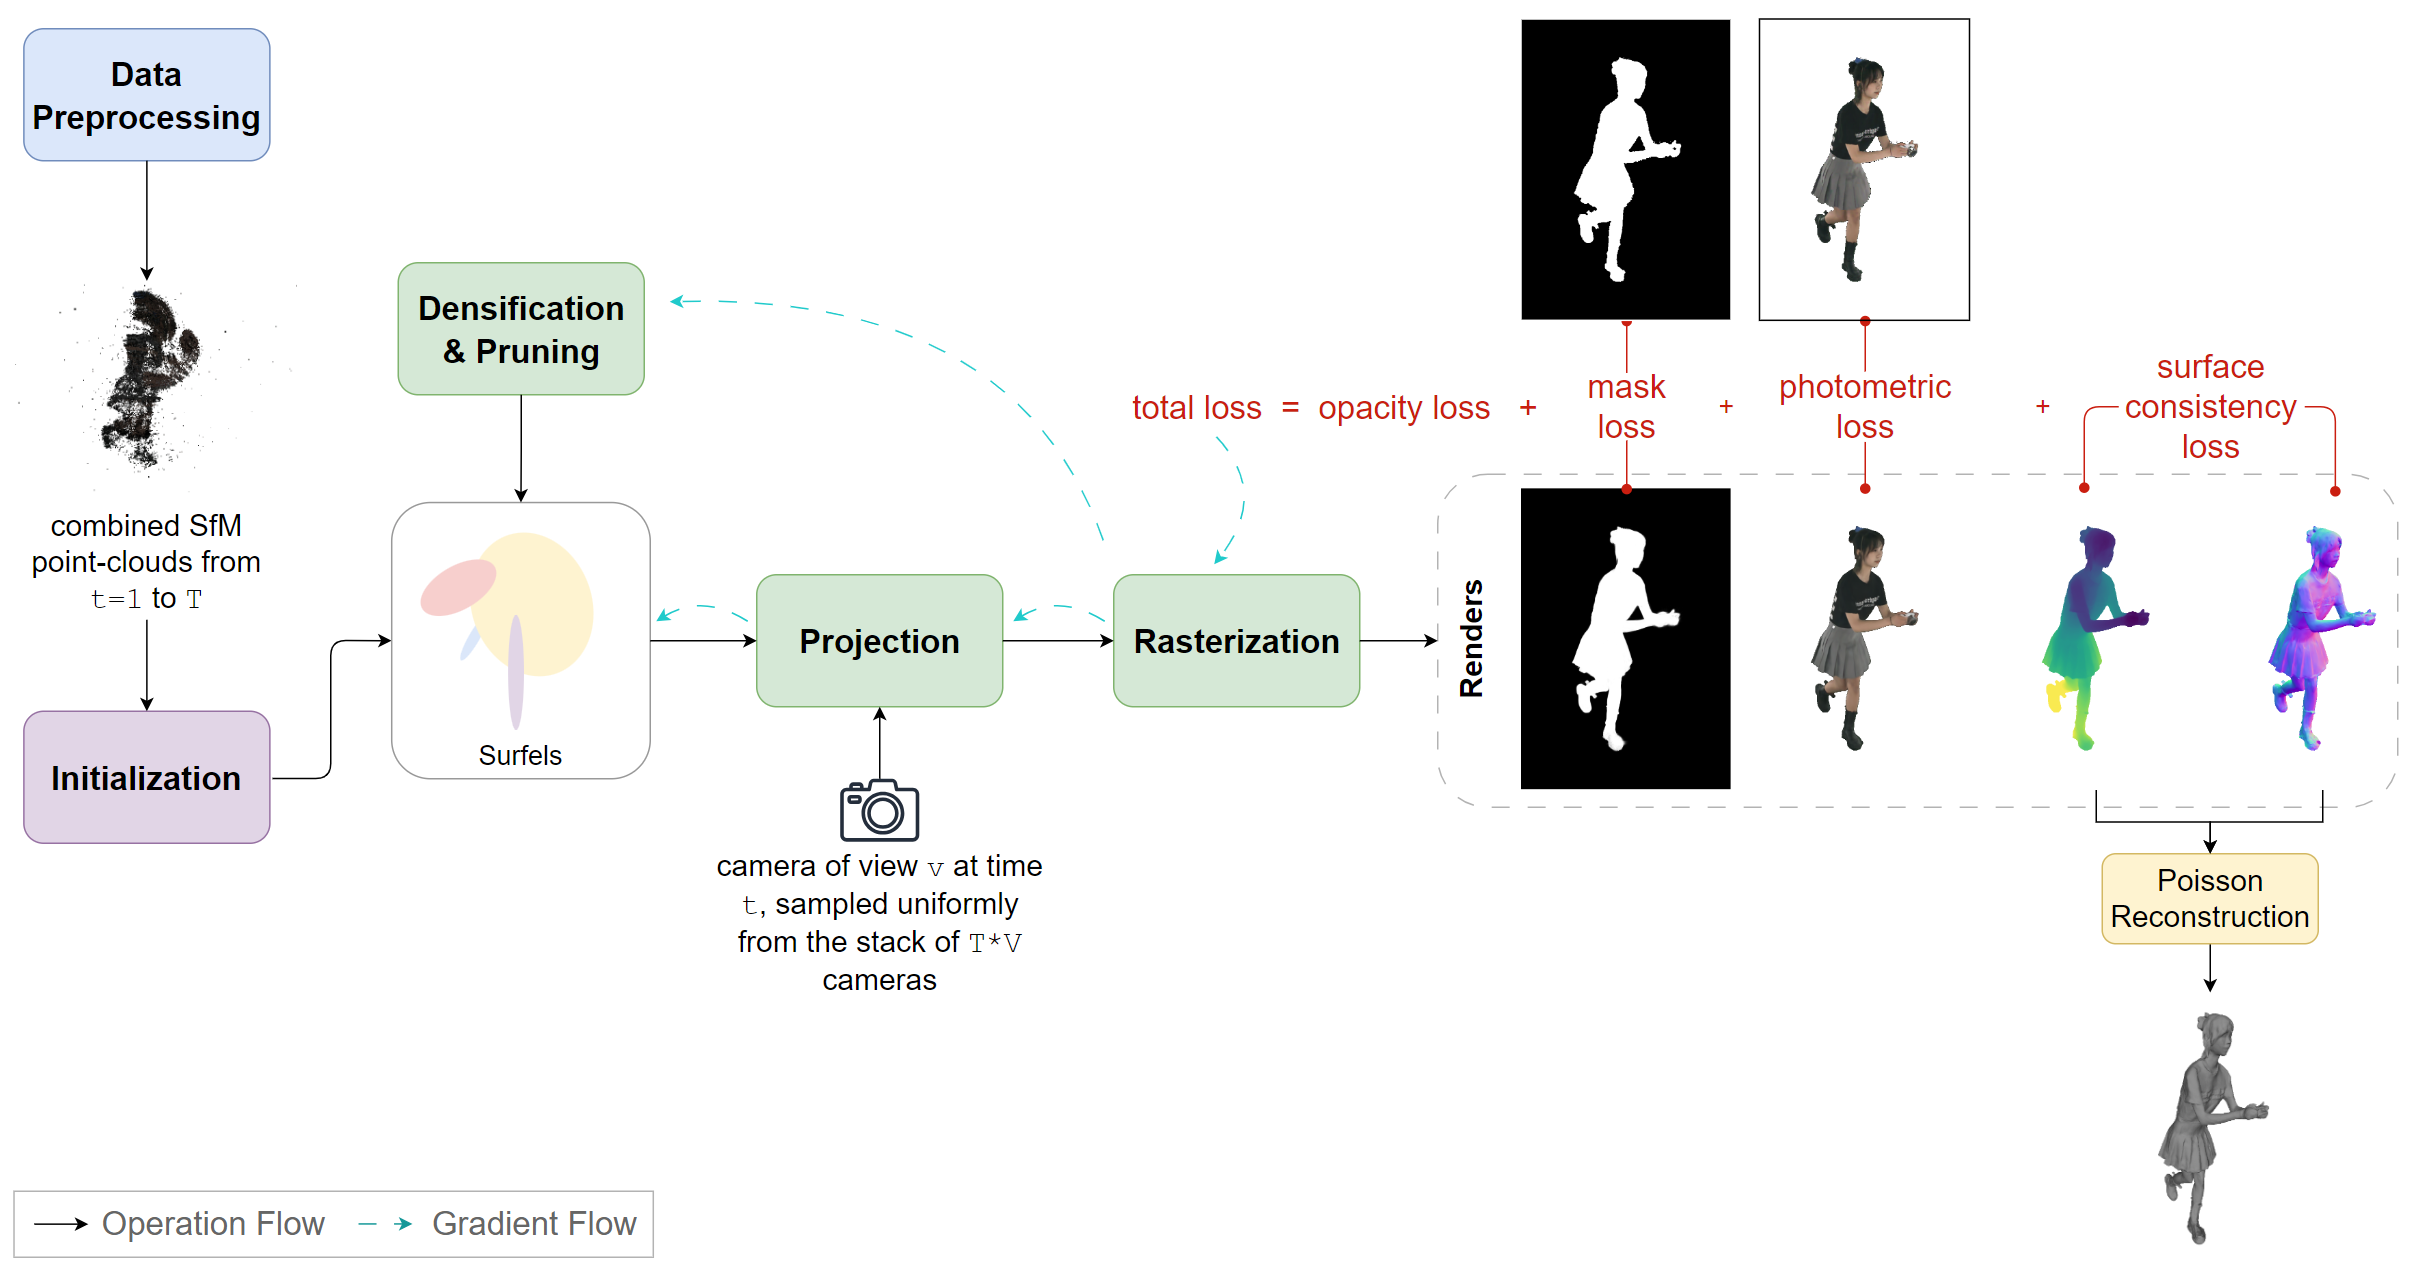 Data
Preprocessing
combined SfM
point-clouds from
t=1 to T
Initialization
Densification
& Pruning
Surfels
Projection
camera of view v at time
t, sampled uniformly
from the stack of T*V
cameras
Rasterization
total loss = opacity loss + mask loss + photometric loss + surface consistency loss
Renders
Poisson
Reconstruction
Operation Flow
Gradient Flow